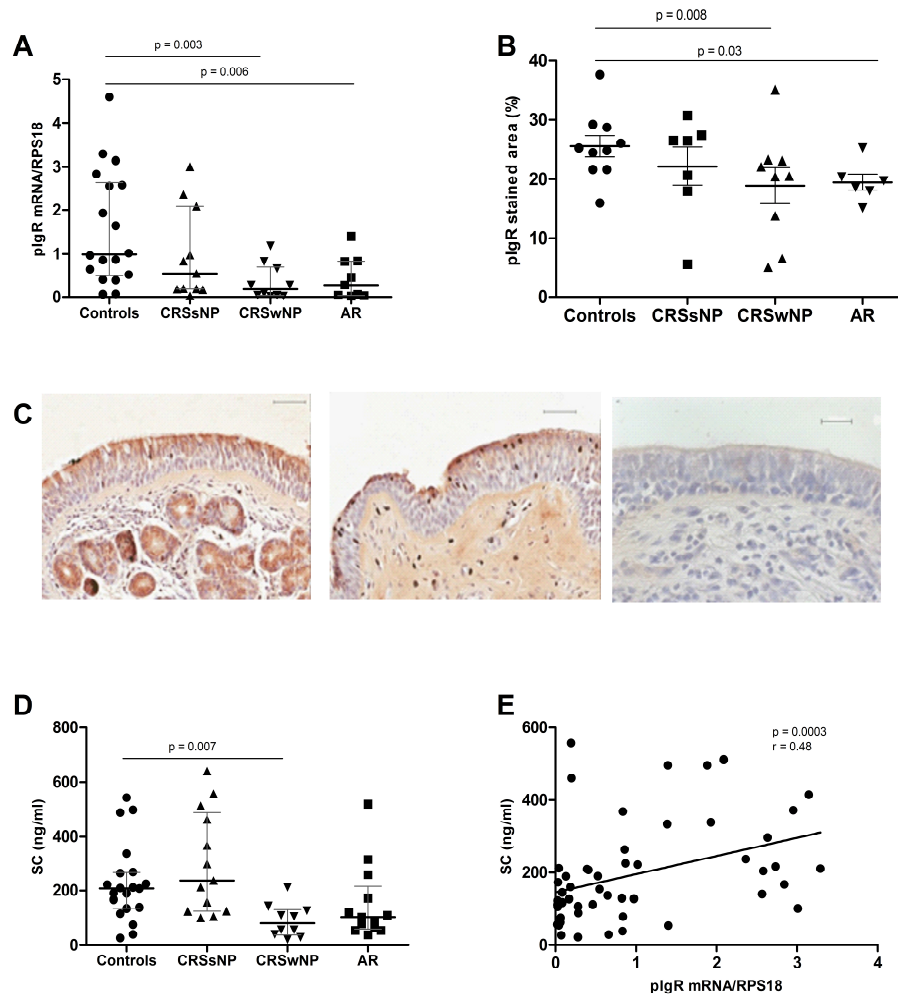 A
p = 0.003
p = 0.006
pIgR mRNA/RPS18
5
4
3
2
1
0
Controls CRSsNP CRSwNP AR
B
p = 0.008
p = 0.03
pIgR stained area (%)
40
30
20
10
0
Controls CRSsNP CRSwNP AR
C
D
p = 0.007
SC (ng/ml)
800
600
400
200
0
Controls CRSsNP CRSwNP AR
E
p = 0.0003
r = 0.48
SC (ng/ml)
600
400
200
0
0 1 2 3 4
pIgR mRNA/RPS18